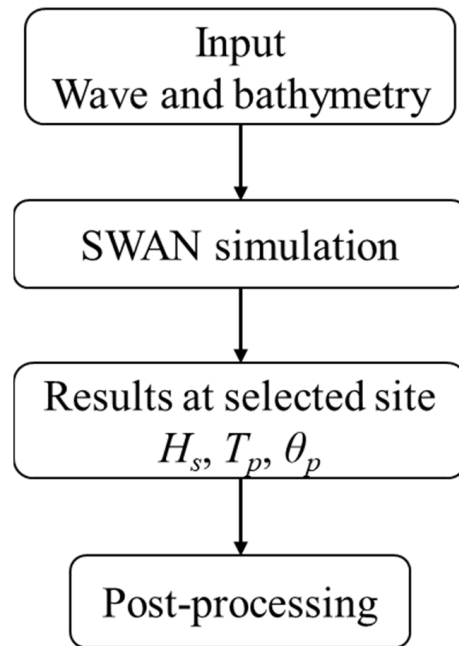 Input
Wave and bathymetry
SWAN simulation
Results at selected site
Hs, Tp, θp
Post-processing